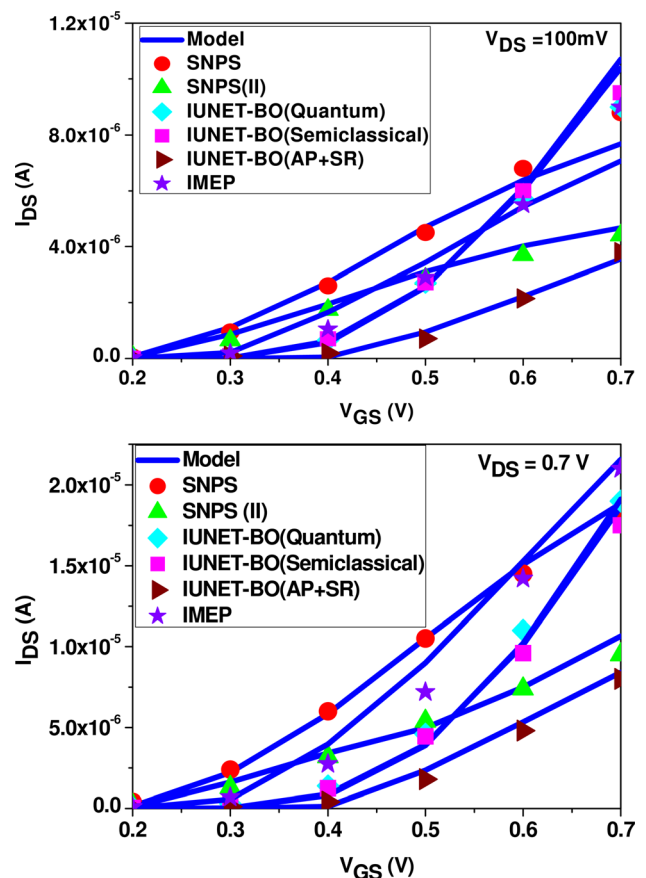 1.2x10⁻⁵
8.0x10⁻⁶
4.0x10⁻⁶
0.0
I_DS (A)
Model
SNPS
SNPS(II)
IUNET-BO(Quantum)
IUNET-BO(Semiclassical)
IUNET-BO(AP+SR)
IMEP
V_DS =100mV
0.2 0.3 0.4 0.5 0.6 0.7
V_GS (V)
2.0x10⁻⁵
1.5x10⁻⁵
1.0x10⁻⁵
5.0x10⁻⁶
0.0
I_DS (A)
Model
SNPS
SNPS (II)
IUNET-BO(Quantum)
IUNET-BO(Semiclassical)
IUNET-BO(AP+SR)
IMEP
V_DS = 0.7 V
0.2 0.3 0.4 0.5 0.6 0.7
V_GS (V)